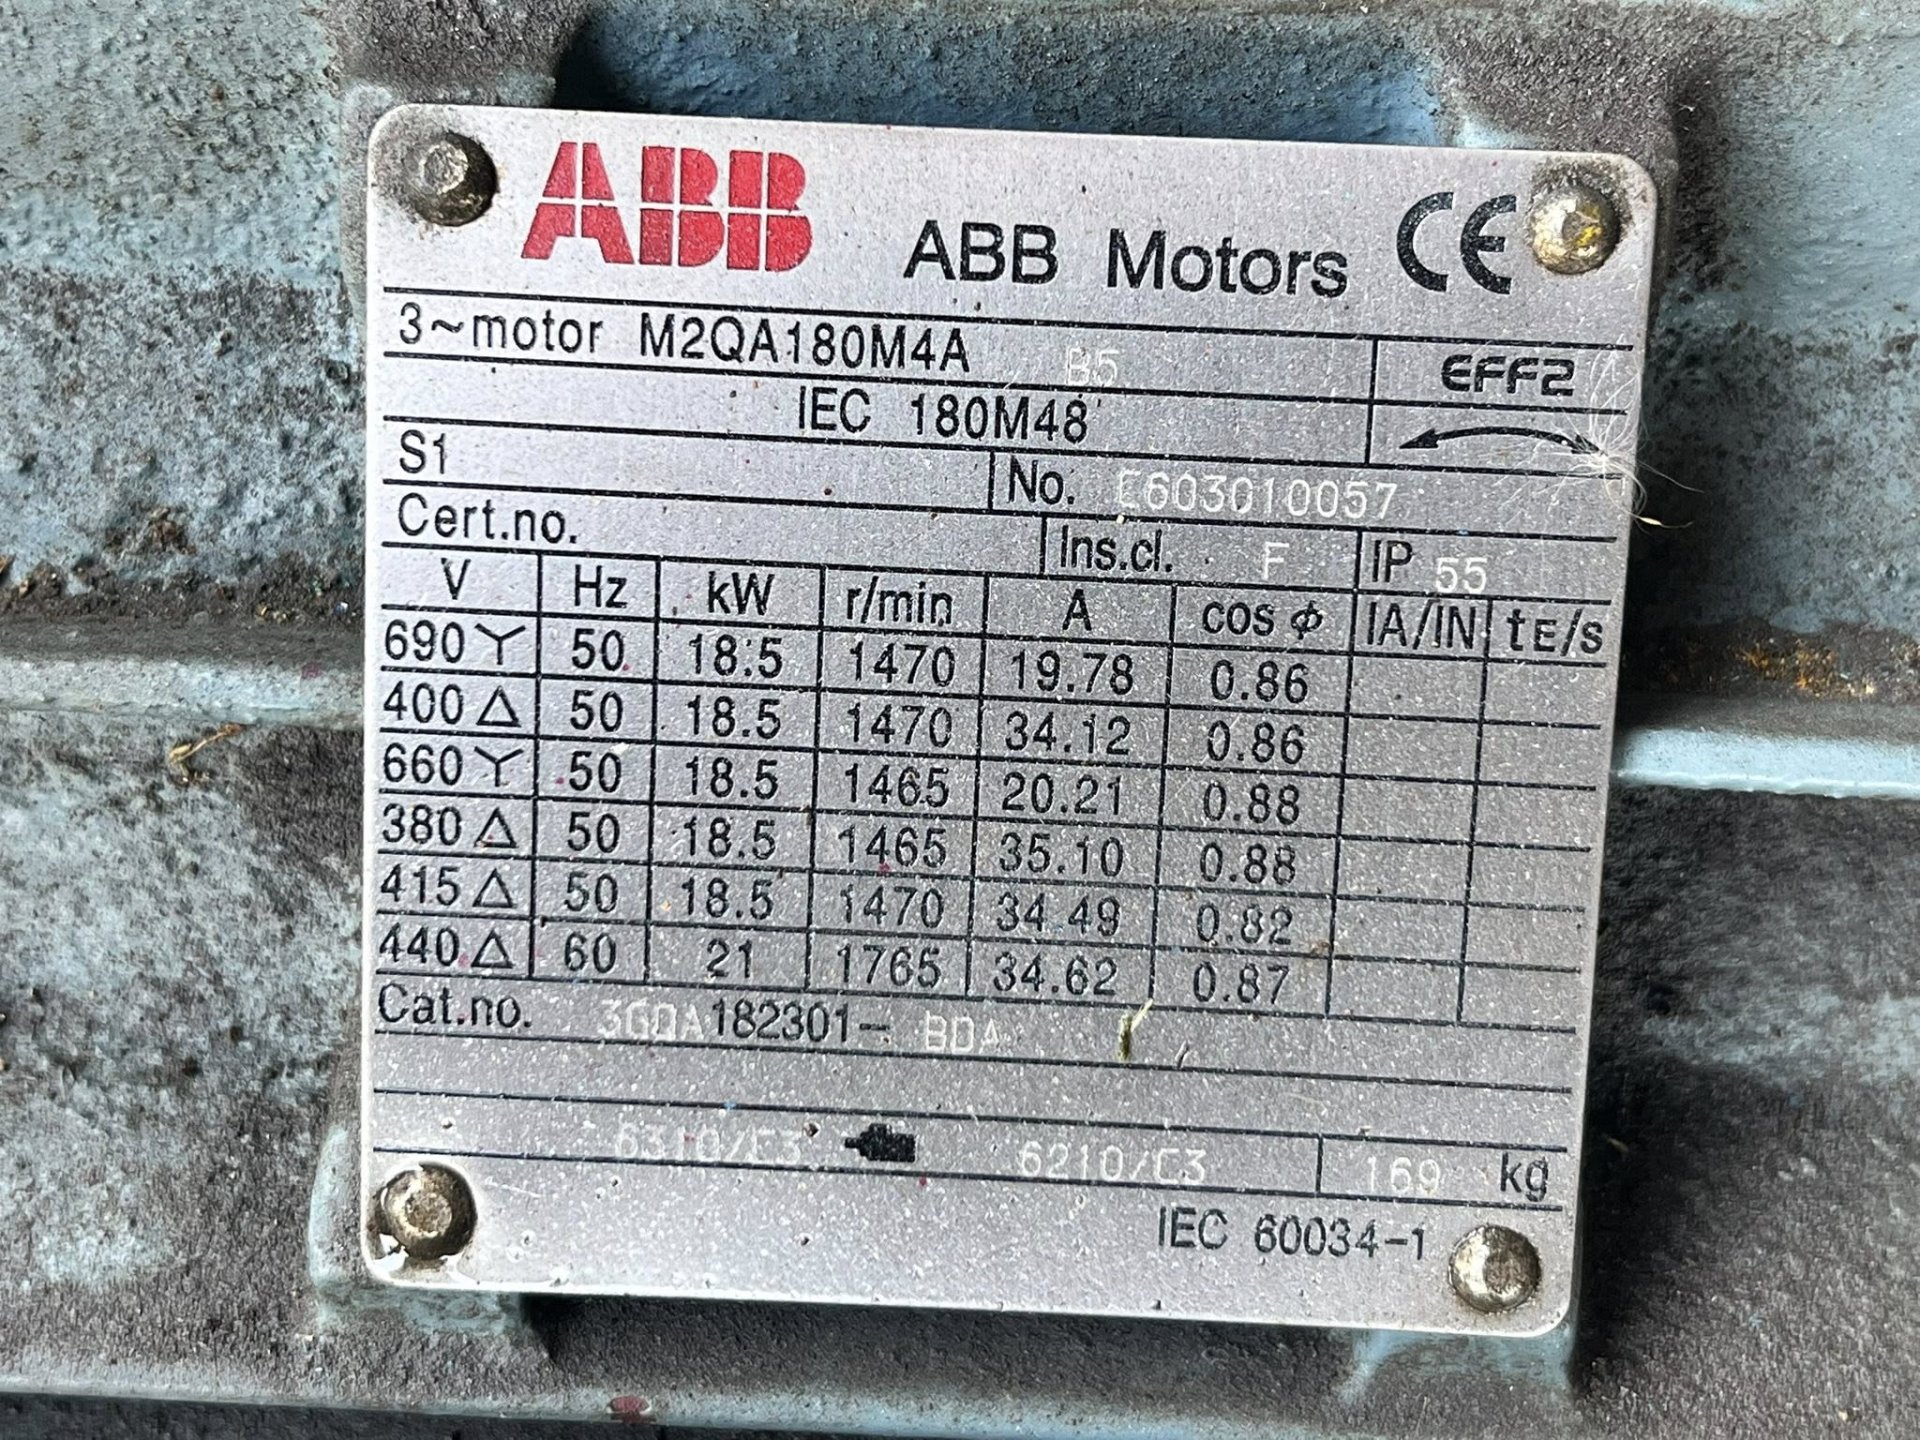 ABB ABB Motors CE
3~motor M2QA180M4A B5 EFF2
IEC 180M48
S1 No. E603010057
Cert.no. Ins.cl. F IP 55
V Hz kW r/min A cos ϕ IA/IN tE/s
690 Y 50 18.5 1470 19.78 0.86
400 Δ 50 18.5 1470 34.12 0.86
660 Y 50 18.5 1465 20.21 0.88
380 Δ 50 18.5 1465 35.10 0.88
415 Δ 50 18.5 1470 34.49 0.82
440 Δ 60 21 1765 34.62 0.87
Cat.no. 3GQA182301- BDA
6310/C3 6210/C3 169 kg
IEC 60034-1